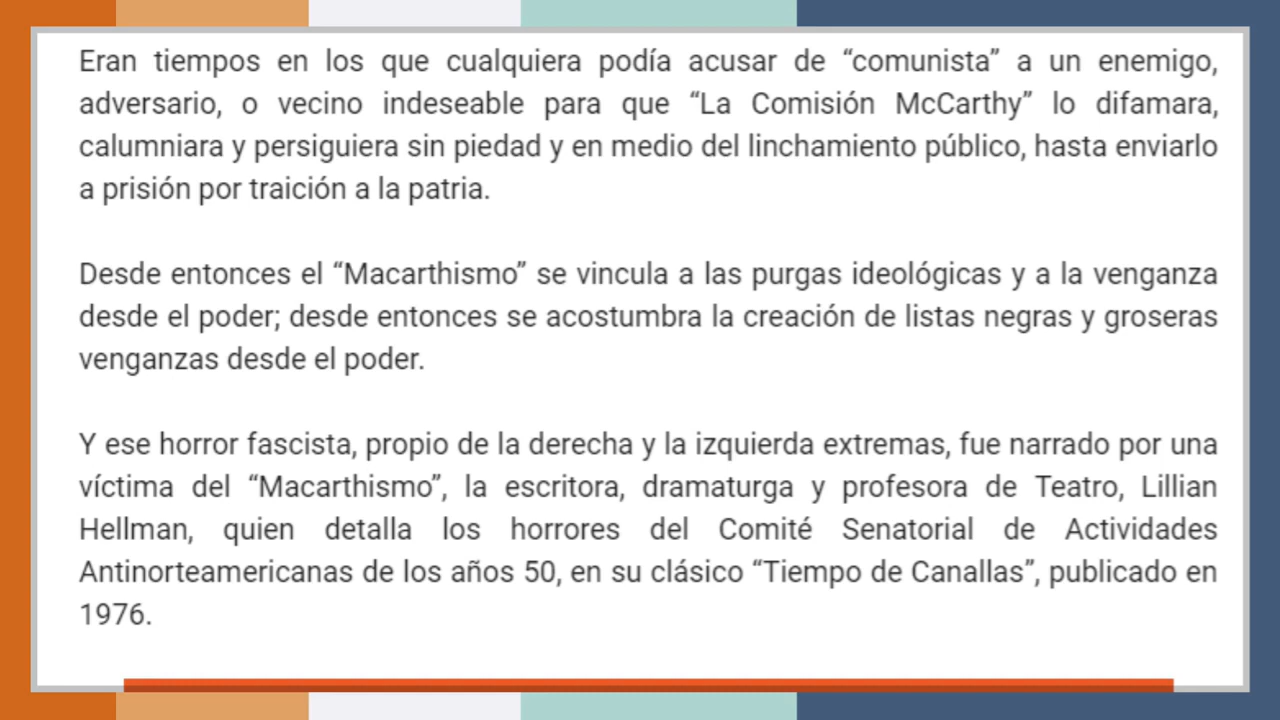 Eran tiempos en los que cualquiera podía acusar de “comunista” a un enemigo,
adversario, o vecino indeseable para que “La Comisión McCarthy” lo difamara,
calumniara y persiguiera sin piedad y en medio del linchamiento público, hasta enviarlo
a prisión por traición a la patria.
Desde entonces el “Macarthismo” se vincula a las purgas ideológicas y a la venganza
desde el poder; desde entonces se acostumbra la creación de listas negras y groseras
venganzas desde el poder.
Y ese horror fascista, propio de la derecha y la izquierda extremas, fue narrado por una
víctima del “Macarthismo”, la escritora, dramaturga y profesora de Teatro, Lillian
Hellman, quien detalla los horrores del Comité Senatorial de Actividades
Antinorteamericanas de los años 50, en su clásico “Tiempo de Canallas”, publicado en
1976.